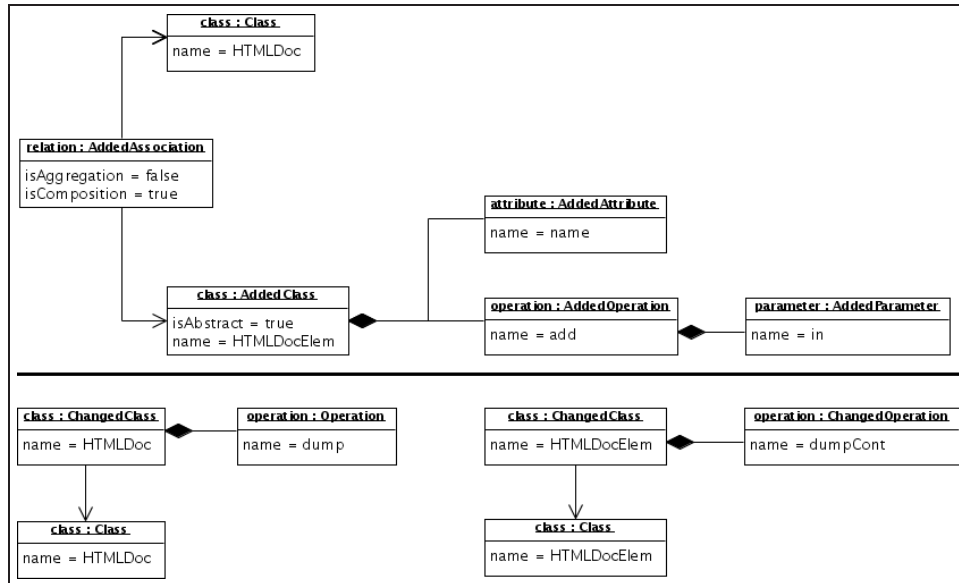 class : Class
name = HTMLDoc
relation : AddedAssociation
isAggregation = false
isComposition = true
attribute : AddedAttribute
name = name
class : AddedClass
isAbstract = true
name = HTMLDocElem
operation : AddedOperation
name = add
parameter : AddedParameter
name = in
class : ChangedClass
name = HTMLDoc
operation : Operation
name = dump
class : ChangedClass
name = HTMLDocElem
operation : ChangedOperation
name = dumpCont
class : Class
name = HTMLDoc
class : Class
name = HTMLDocElem